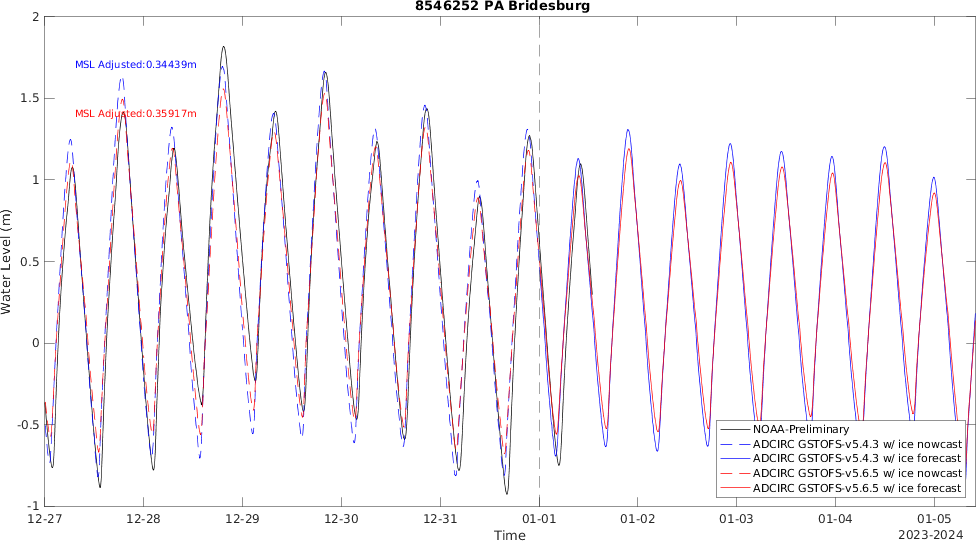 8546252 PA Bridesburg
MSL Adjusted:0.34439m
MSL Adjusted:0.35917m
Water Level (m)
2
1.5
1
0.5
0
-0.5
-1
NOAA-Preliminary
ADCIRC GSTOFS-v5.4.3 w/ ice nowcast
ADCIRC GSTOFS-v5.4.3 w/ ice forecast
ADCIRC GSTOFS-v5.6.5 w/ ice nowcast
ADCIRC GSTOFS-v5.6.5 w/ ice forecast
12-27 12-28 12-29 12-30 12-31 01-01 01-02 01-03 01-04 01-05
Time
2023-2024